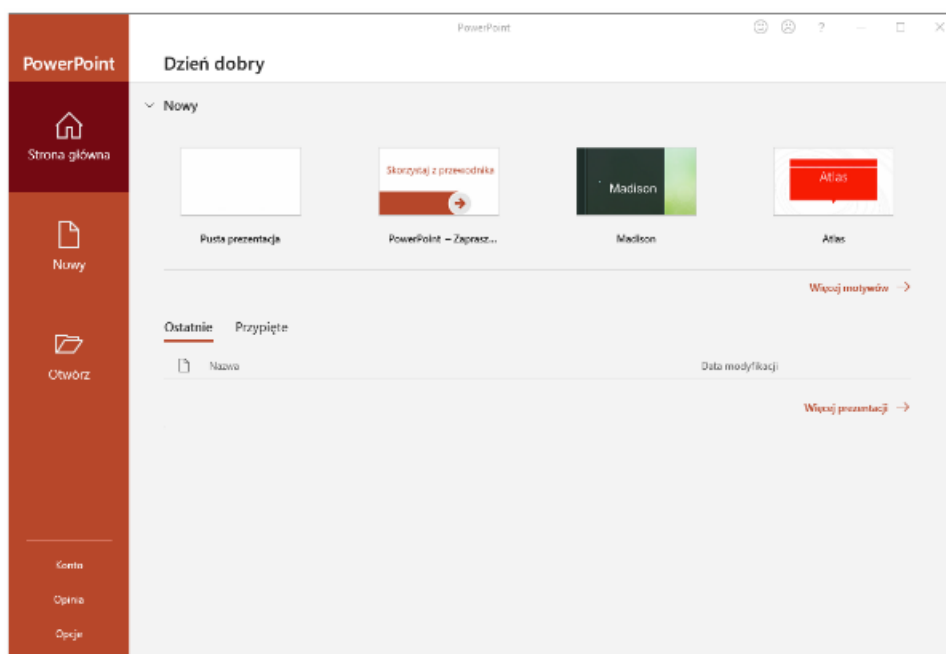 PowerPoint
?
PowerPoint
Dzień dobry
Nowy
Strona główna
Skorzystaj z przewodnika
Madison
Atlas
Pusta prezentacja
PowerPoint – Zaprasz...
Madison
Atlas
Nowy
Więcej motywów
Ostatnie Przypięte
Otwórz
Nazwa Data modyfikacji
Więcej prezentacji
Konto
Opinia
Opcje